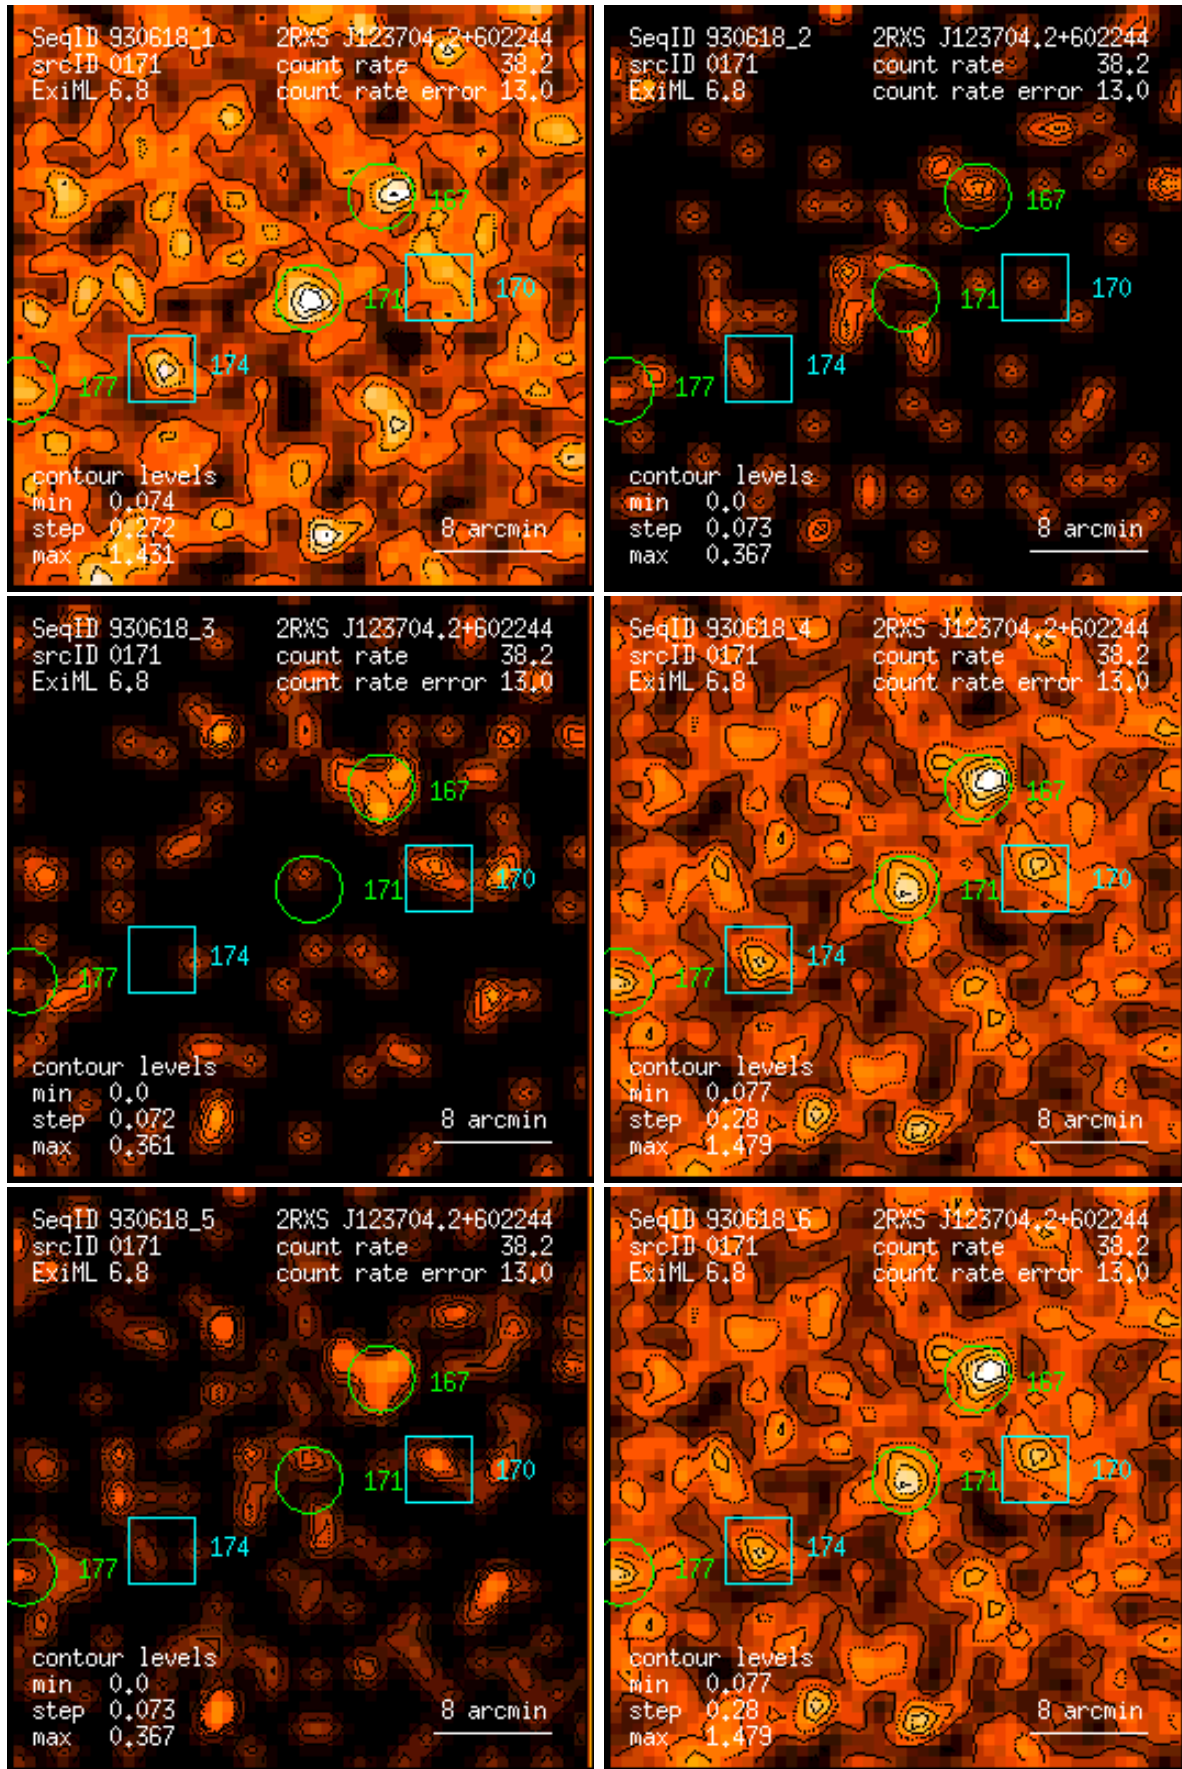 SeqID 930618_1 2RXS J123704.2+602244
srcID 0171 count rate 38.2
ExiML 6.8 count rate error 13.0
167
170
171
174
177
contour levels
min 0.074
step 0.272 8 arcmin
max 1.431
SeqID 930618_2 2RXS J123704.2+602244
srcID 0171 count rate 38.2
ExiML 6.8 count rate error 13.0
167
170
171
174
177
contour levels
min 0.0
step 0.073 8 arcmin
max 0.367
SeqID 930618_3 2RXS J123704.2+602244
srcID 0171 count rate 38.2
ExiML 6.8 count rate error 13.0
167
170
171
174
177
contour levels
min 0.0
step 0.072 8 arcmin
max 0.361
SeqID 930618_4 2RXS J123704.2+602244
srcID 0171 count rate 38.2
ExiML 6.8 count rate error 13.0
167
170
171
174
177
contour levels
min 0.077
step 0.28 8 arcmin
max 1.479
SeqID 930618_5 2RXS J123704.2+602244
srcID 0171 count rate 38.2
ExiML 6.8 count rate error 13.0
167
170
171
174
177
contour levels
min 0.0
step 0.073 8 arcmin
max 0.367
SeqID 930618_6 2RXS J123704.2+602244
srcID 0171 count rate 38.2
ExiML 6.8 count rate error 13.0
167
170
171
174
177
contour levels
min 0.077
step 0.28 8 arcmin
max 1.479